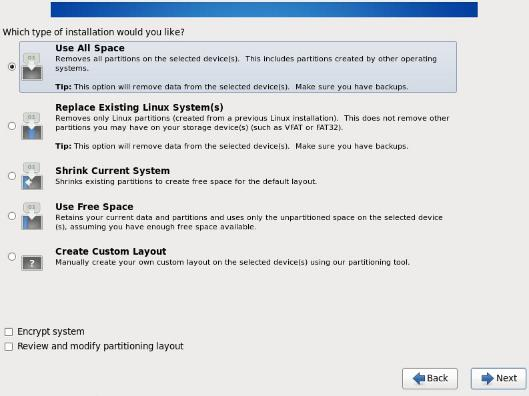 Which type of installation would you like?
Use All Space
Removes all partitions on the selected device(s).  This includes partitions created by other operating
systems.
Tip: This option will remove data from the selected device(s).  Make sure you have backups.
Replace Existing Linux System(s)
Removes only Linux partitions (created from a previous Linux installation).  This does not remove other
partitions you may have on your storage device(s) (such as VFAT or FAT32).
Tip: This option will remove data from the selected device(s).  Make sure you have backups.
Shrink Current System
Shrinks existing partitions to create free space for the default layout.
Use Free Space
Retains your current data and partitions and uses only the unpartitioned space on the selected device
(s), assuming you have enough free space available.
Create Custom Layout
?
Manually create your own custom layout on the selected device(s) using our partitioning tool.
Encrypt system
Review and modify partitioning layout
Back
Next